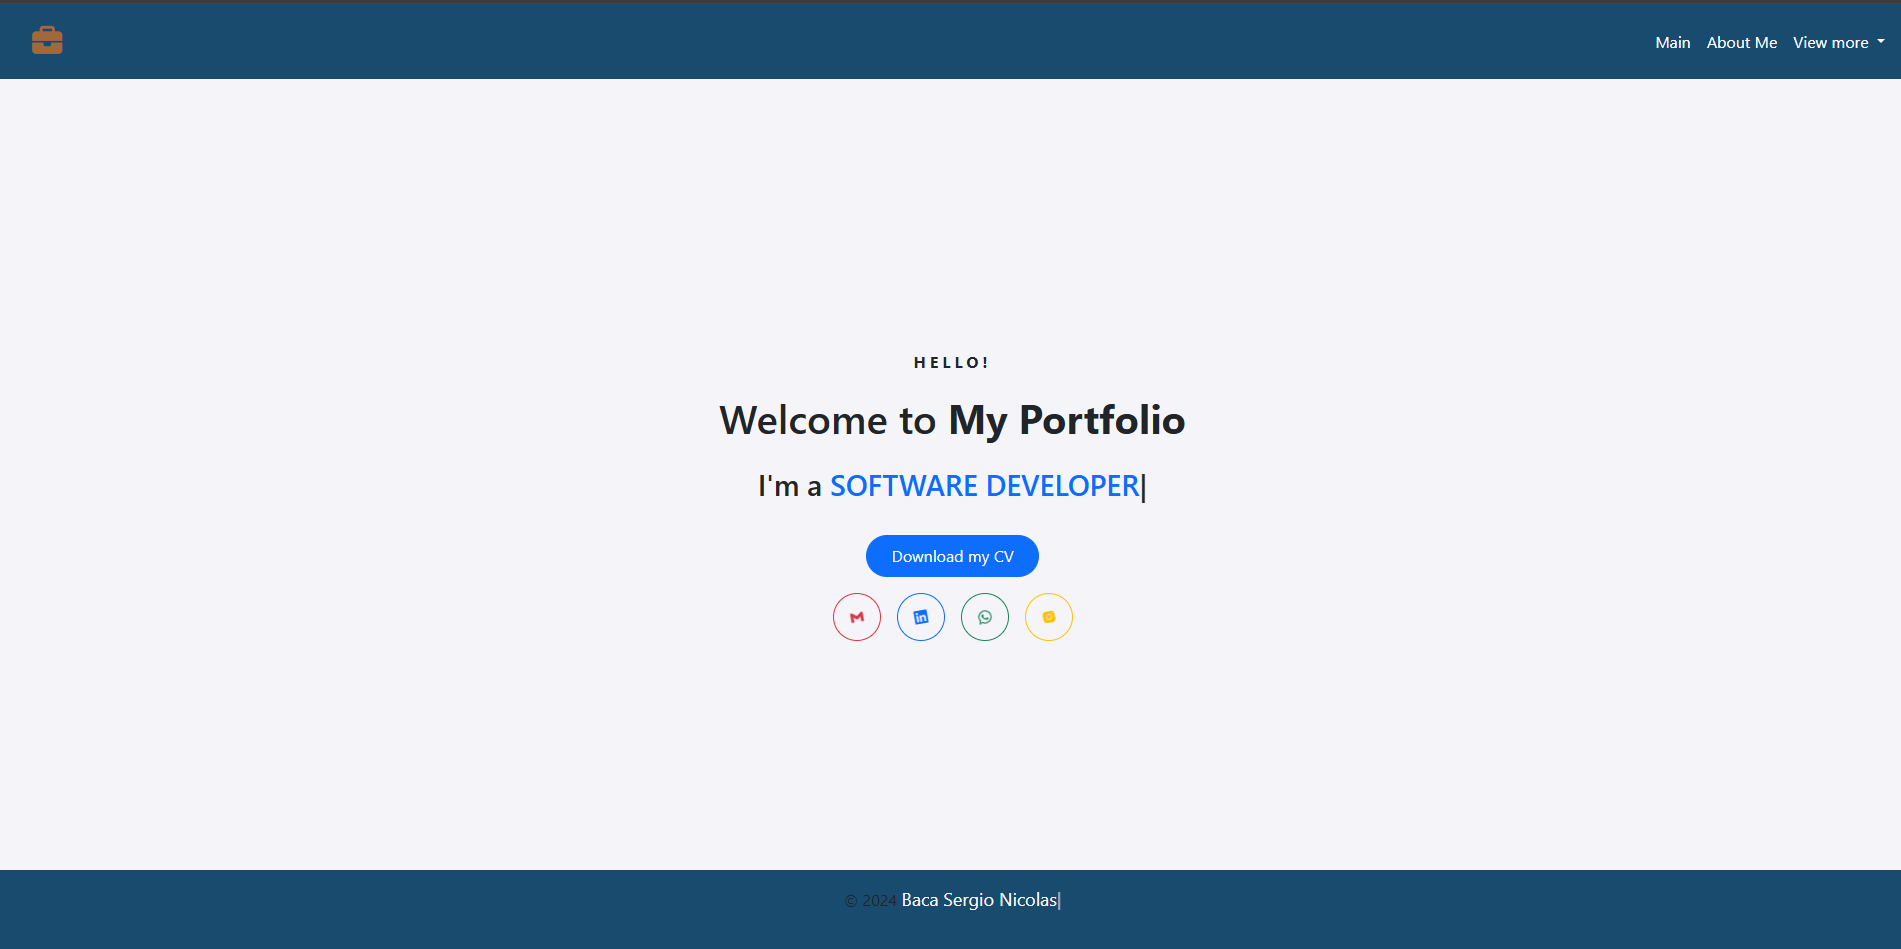 Main About Me View more
HELLO!
Welcome to My Portfolio
I'm a SOFTWARE DEVELOPER|
Download my CV
in
© 2024 Baca Sergio Nicolas|